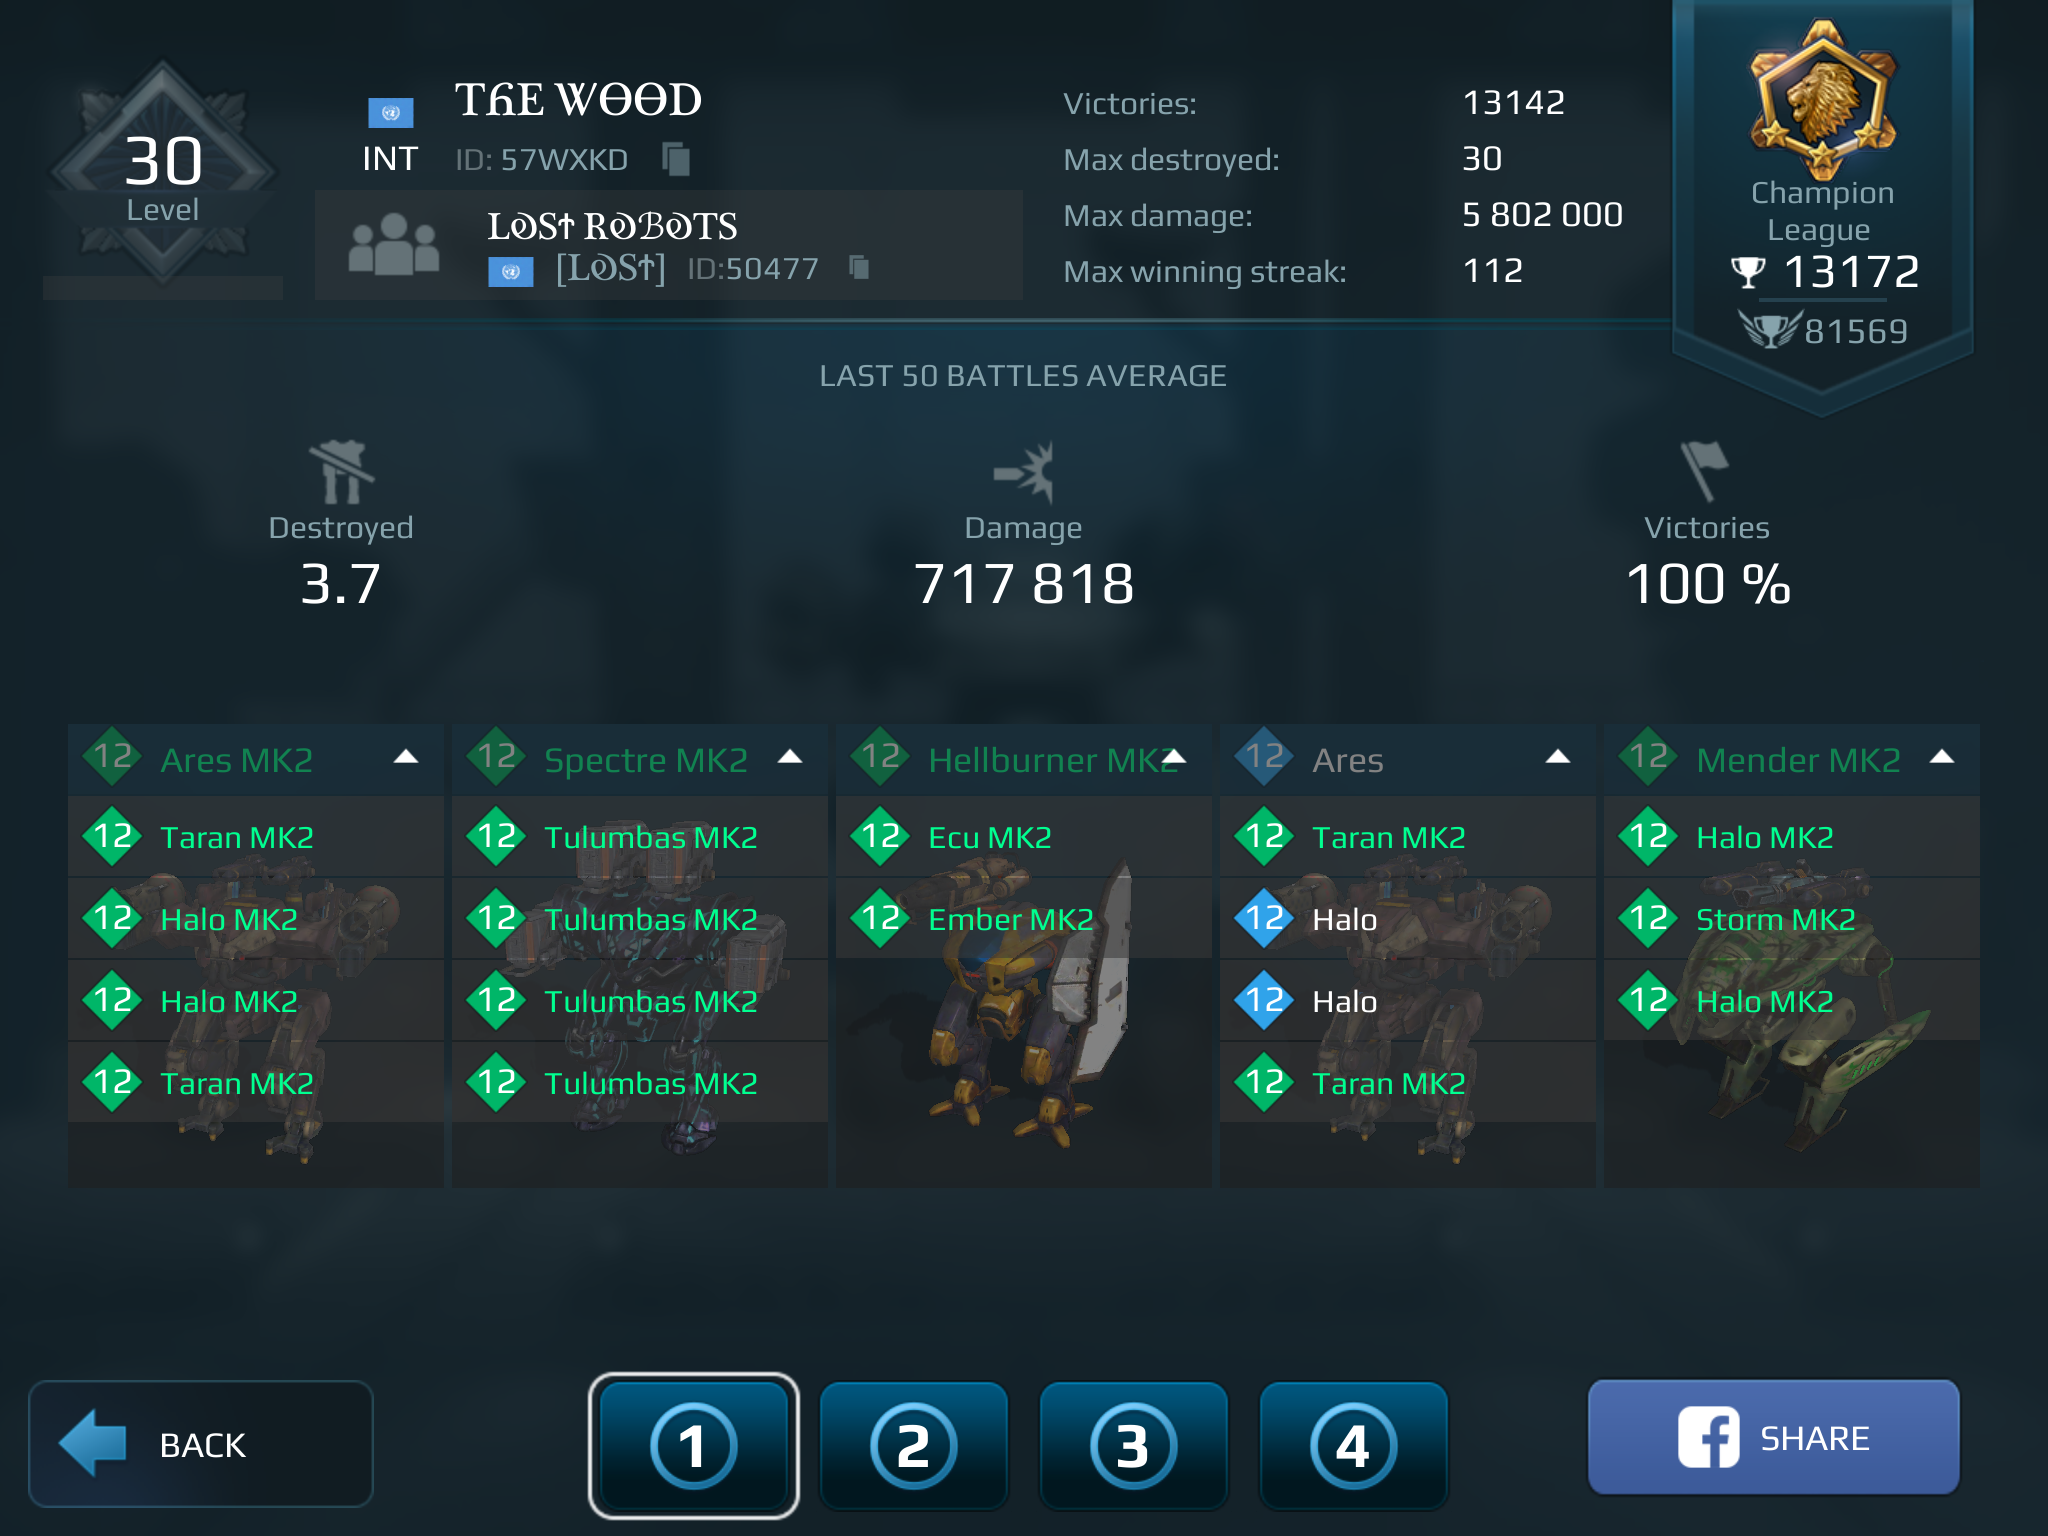 30
Level
INT
TҺE WƟƟD
ID: 57WXKD
LᘐS† RᘐᙖᘐTS
[LᘐS†] ID:50477
Victories: 13142
Max destroyed: 30
Max damage: 5 802 000
Max winning streak: 112
Champion
League
13172
81569
LAST 50 BATTLES AVERAGE
Destroyed
3.7
Damage
717 818
Victories
100 %
12 Ares MK2
12 Taran MK2
12 Halo MK2
12 Halo MK2
12 Taran MK2
12 Spectre MK2
12 Tulumbas MK2
12 Tulumbas MK2
12 Tulumbas MK2
12 Tulumbas MK2
12 Hellburner MK2
12 Ecu MK2
12 Ember MK2
12 Ares
12 Taran MK2
12 Halo
12 Halo
12 Taran MK2
12 Mender MK2
12 Halo MK2
12 Storm MK2
12 Halo MK2
BACK
1
2
3
4
SHARE